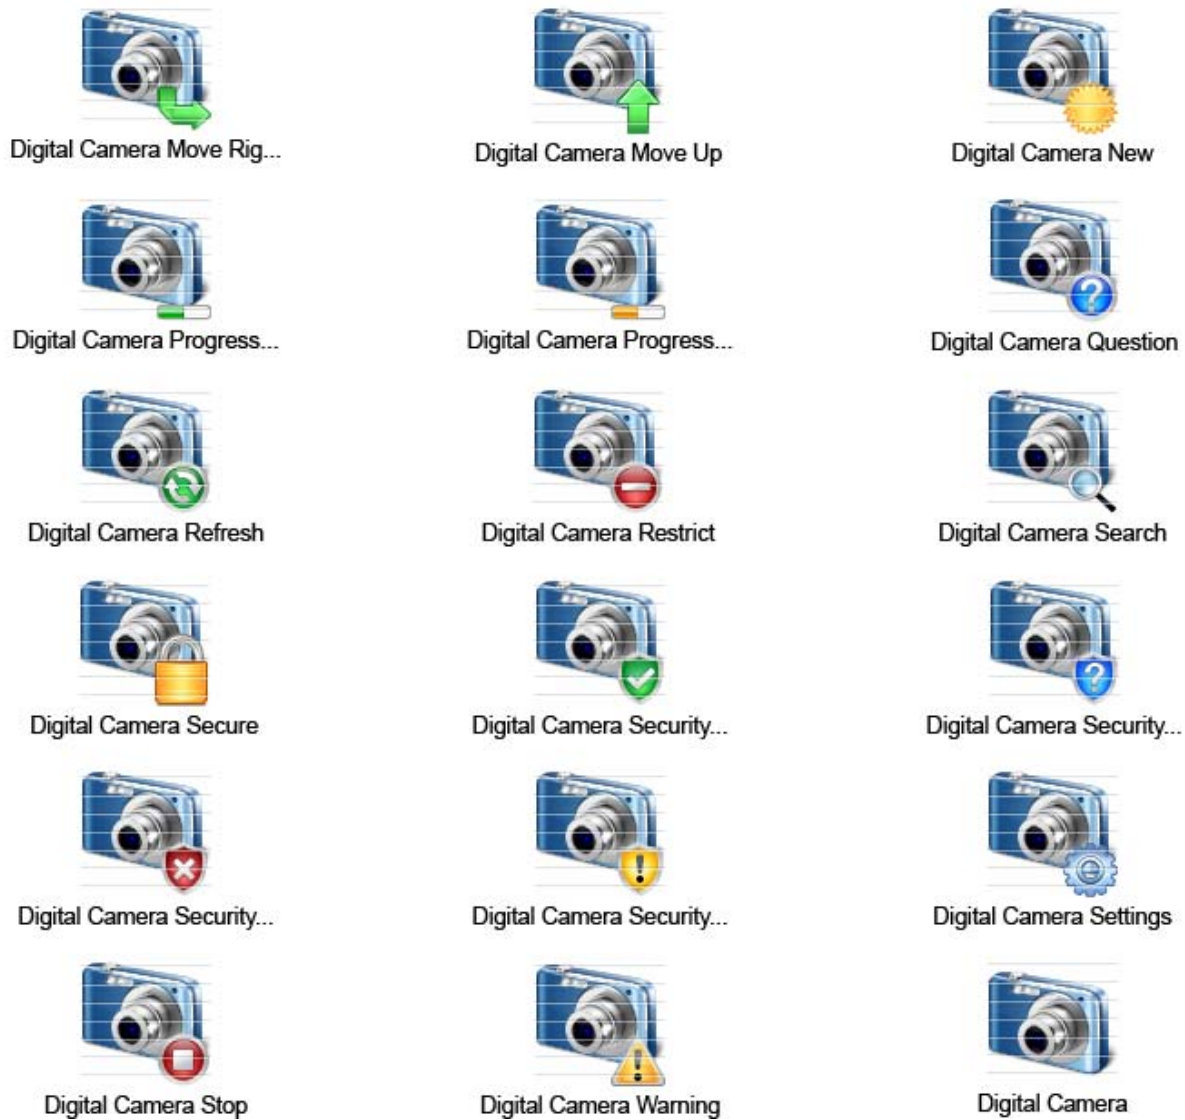 Digital Camera Move Rig...
Digital Camera Move Up
Digital Camera New
Digital Camera Progress...
Digital Camera Progress...
Digital Camera Question
Digital Camera Refresh
Digital Camera Restrict
Digital Camera Search
Digital Camera Secure
Digital Camera Security...
Digital Camera Security...
Digital Camera Security...
Digital Camera Security...
Digital Camera Settings
Digital Camera Stop
Digital Camera Warning
Digital Camera